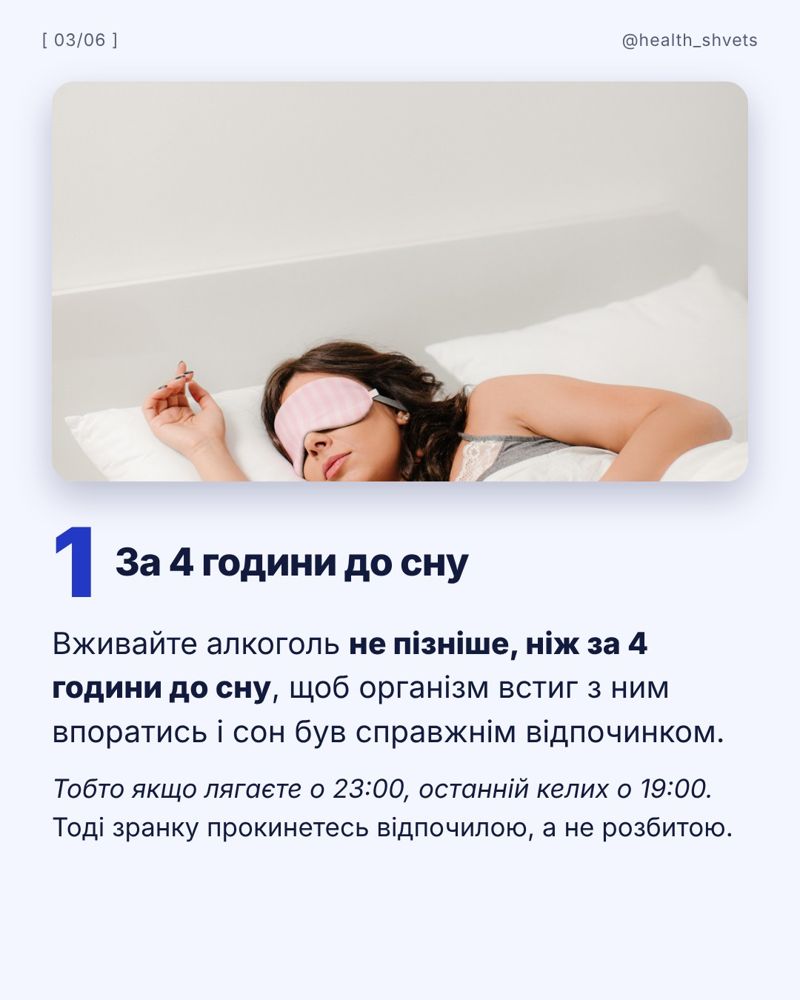 [ 03/06 ]
@health_shvets
1 За 4 години до сну
Вживайте алкоголь не пізніше, ніж за 4
години до сну, щоб організм встиг з ним
впоратись і сон був справжнім відпочинком.
Тобто якщо лягаєте о 23:00, останній келих о 19:00.
Тоді зранку прокинетесь відпочилою, а не розбитою.